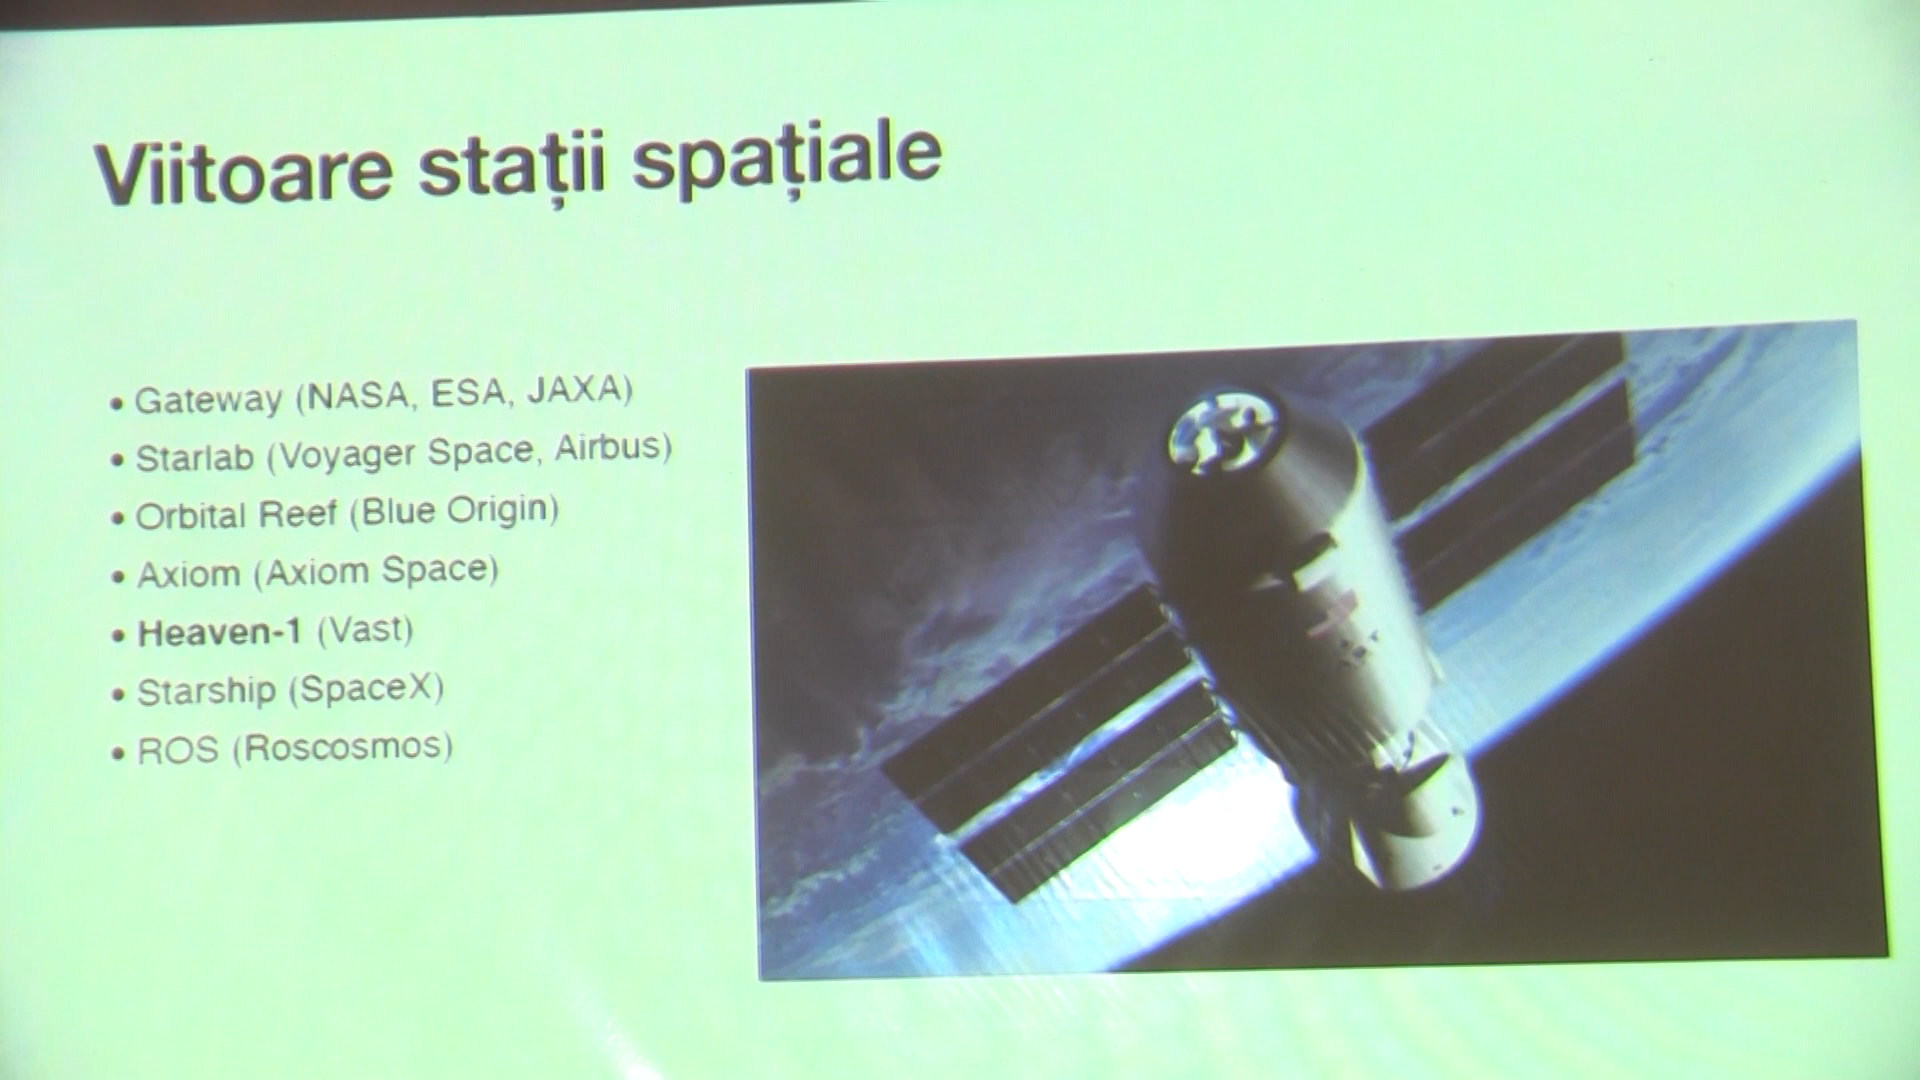 Viitoare stații spațiale
• Gateway (NASA, ESA, JAXA)
• Starlab (Voyager Space, Airbus)
• Orbital Reef (Blue Origin)
• Axiom (Axiom Space)
• Heaven-1 (Vast)
• Starship (SpaceX)
• ROS (Roscosmos)